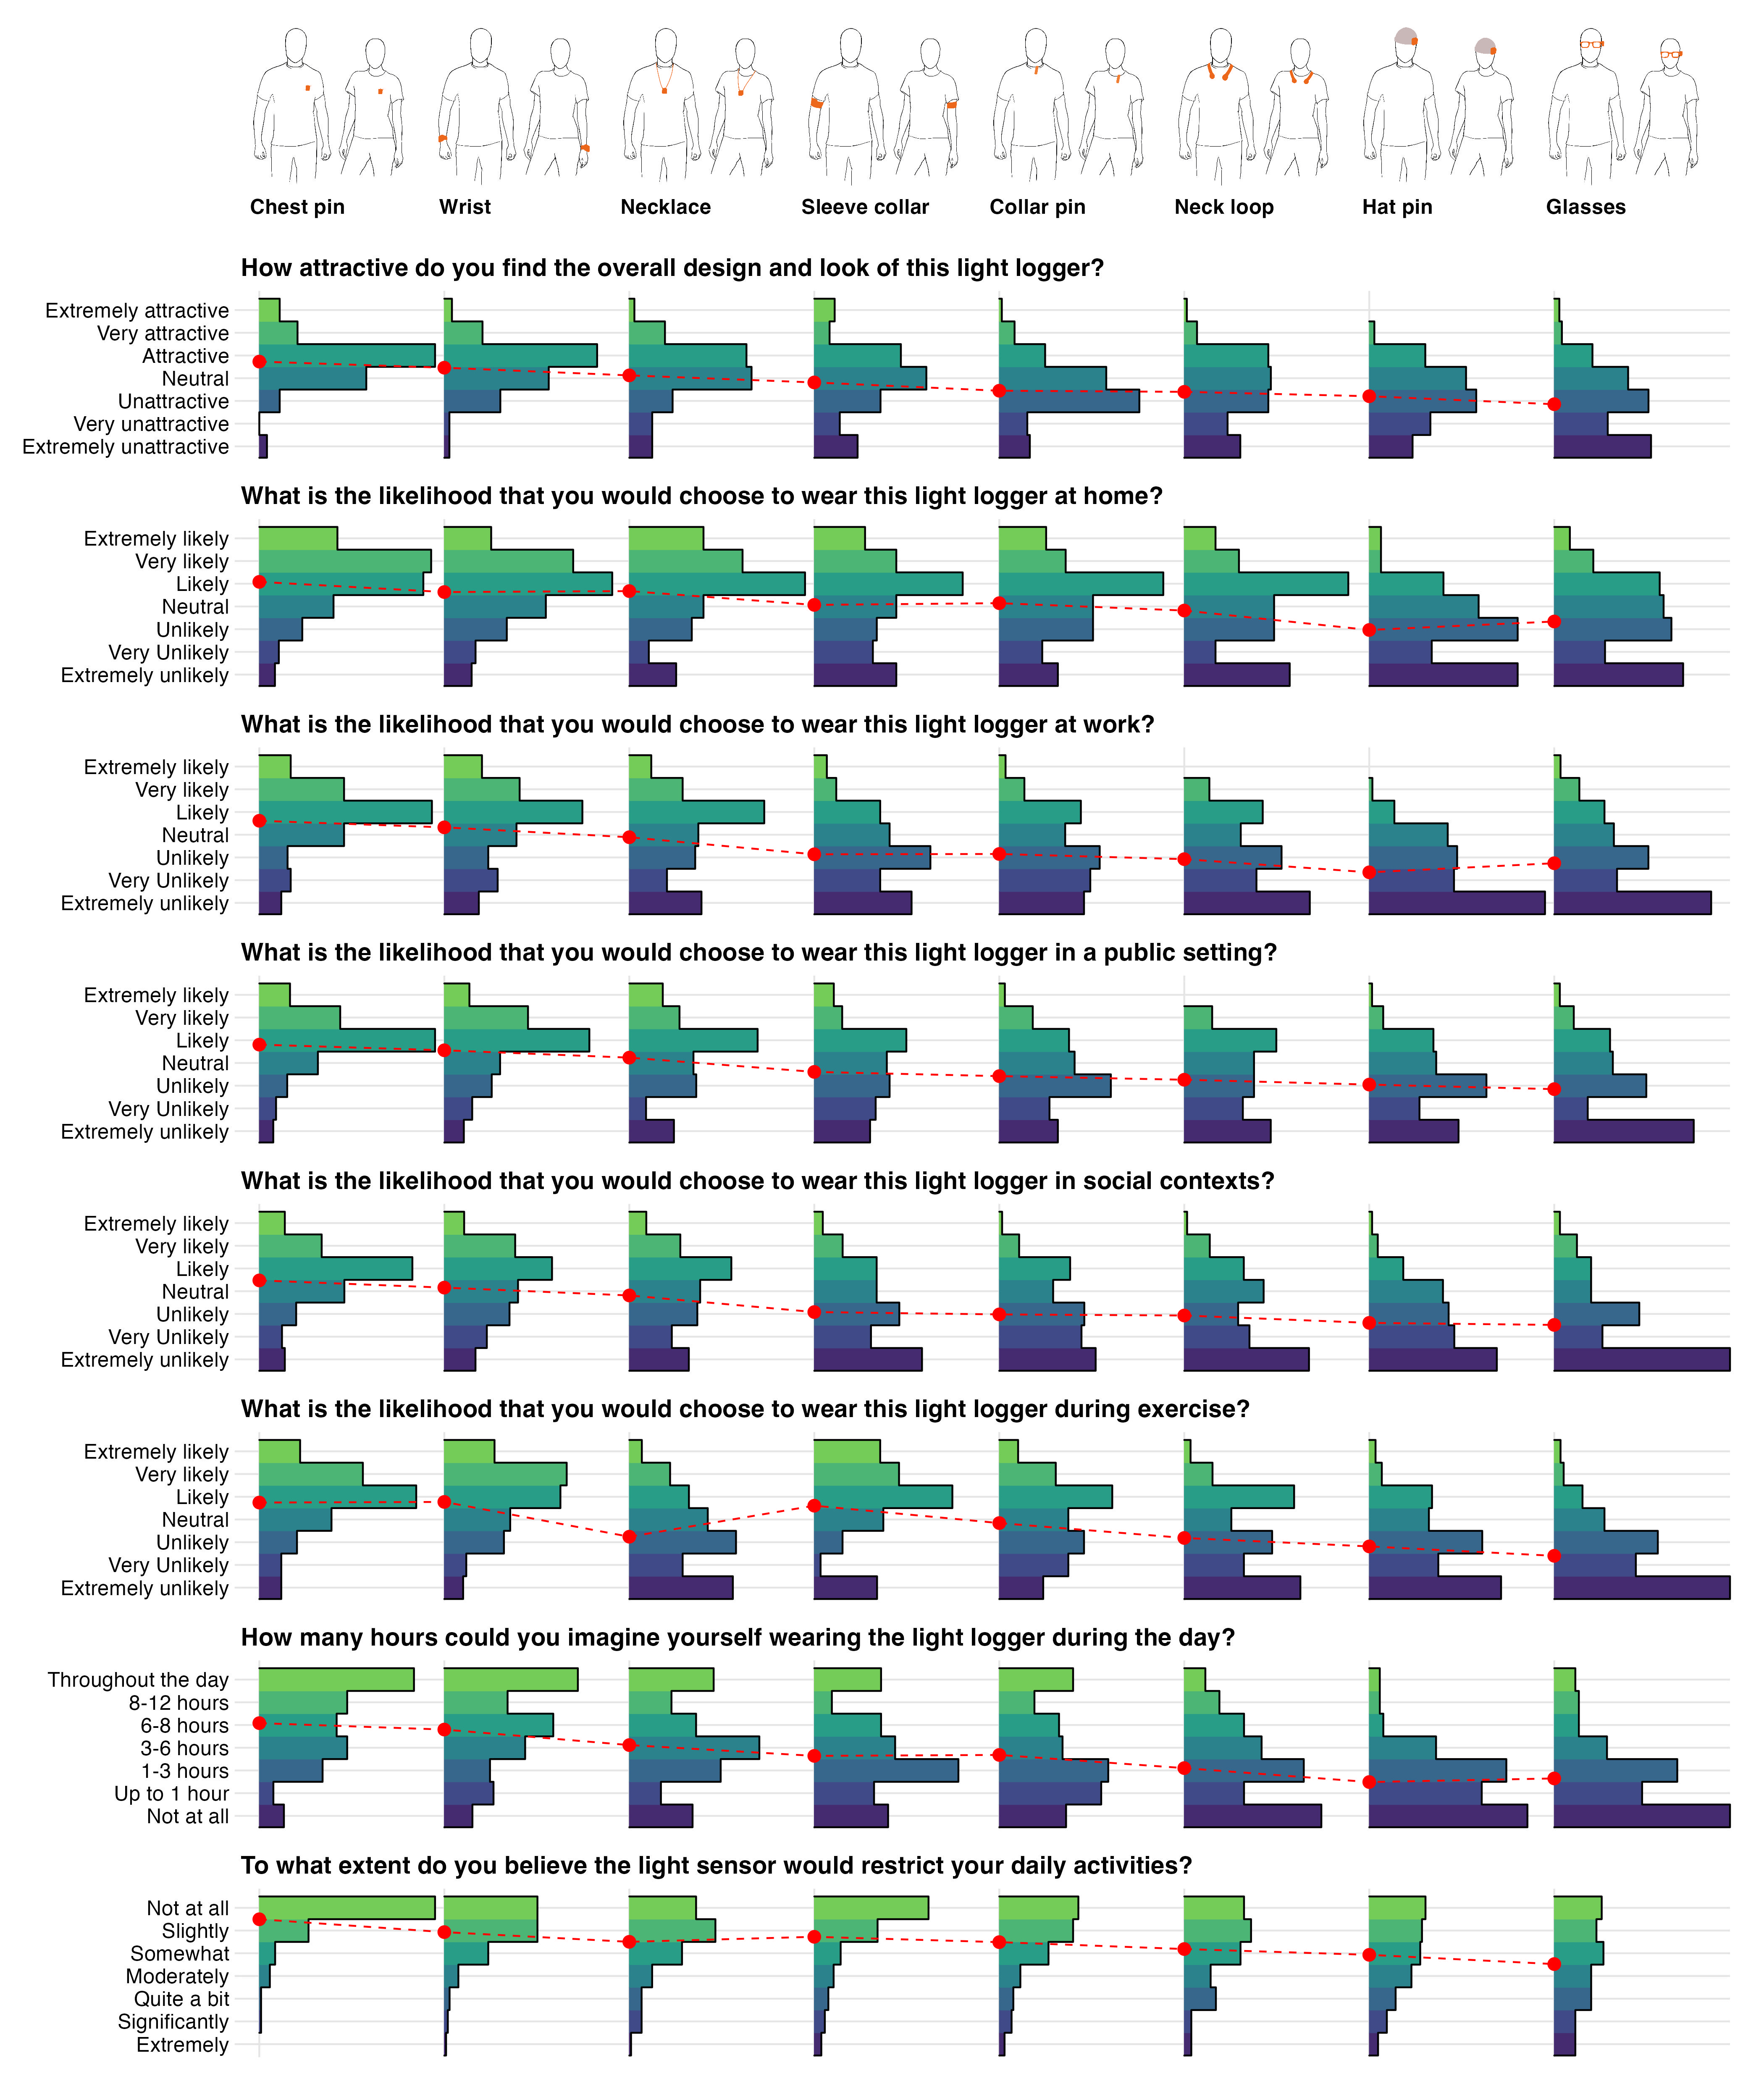 Chest pin
Wrist
Necklace
Sleeve collar
Collar pin
Neck loop
Hat pin
Glasses
How attractive do you find the overall design and look of this light logger?
Extremely attractive
Very attractive
Attractive
Neutral
Unattractive
Very unattractive
Extremely unattractive
What is the likelihood that you would choose to wear this light logger at home?
Extremely likely
Very likely
Likely
Neutral
Unlikely
Very Unlikely
Extremely unlikely
What is the likelihood that you would choose to wear this light logger at work?
Extremely likely
Very likely
Likely
Neutral
Unlikely
Very Unlikely
Extremely unlikely
What is the likelihood that you would choose to wear this light logger in a public setting?
Extremely likely
Very likely
Likely
Neutral
Unlikely
Very Unlikely
Extremely unlikely
What is the likelihood that you would choose to wear this light logger in social contexts?
Extremely likely
Very likely
Likely
Neutral
Unlikely
Very Unlikely
Extremely unlikely
What is the likelihood that you would choose to wear this light logger during exercise?
Extremely likely
Very likely
Likely
Neutral
Unlikely
Very Unlikely
Extremely unlikely
How many hours could you imagine yourself wearing the light logger during the day?
Throughout the day
8-12 hours
6-8 hours
3-6 hours
1-3 hours
Up to 1 hour
Not at all
To what extent do you believe the light sensor would restrict your daily activities?
Not at all
Slightly
Somewhat
Moderately
Quite a bit
Significantly
Extremely